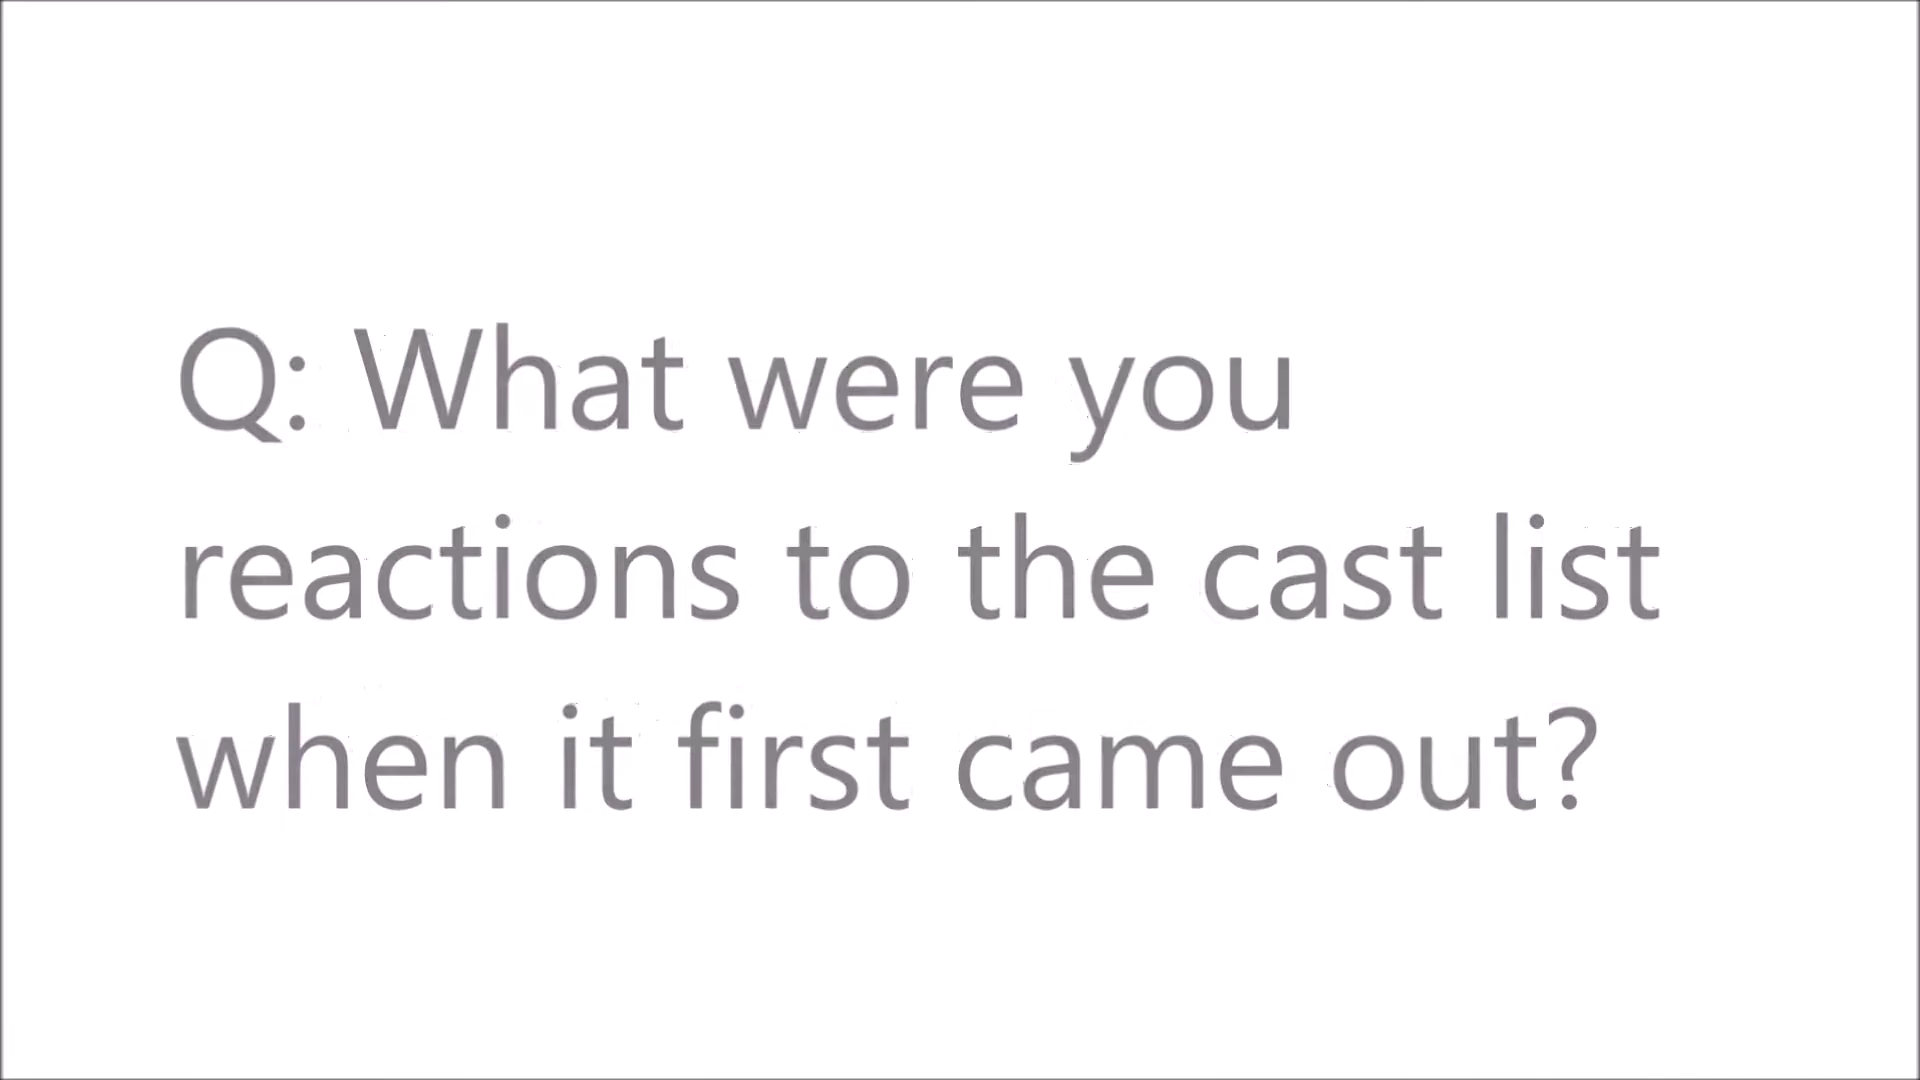 Q: What were you
reactions to the cast list
when it first came out?